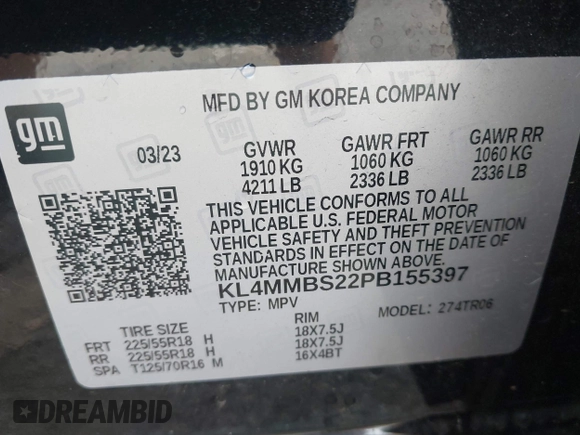 gm
MFD BY GM KOREA COMPANY
03/23
GVWR GAWR FRT GAWR RR
1910 KG 1060 KG 1060 KG
4211 LB 2336 LB 2336 LB
THIS VEHICLE CONFORMS TO ALL
APPLICABLE U.S. FEDERAL MOTOR
VEHICLE SAFETY AND THEFT PREVENTION
STANDARDS IN EFFECT ON THE DATE OF
MANUFACTURE SHOWN ABOVE.
KL4MMBS22PB155397
TYPE: MPV MODEL: 274TR06
TIRE SIZE RIM
FRT 225/55R18 H 18X7.5J
RR 225/55R18 H 18X7.5J
SPA T125/70R16 M 16X4BT
DREAMBID